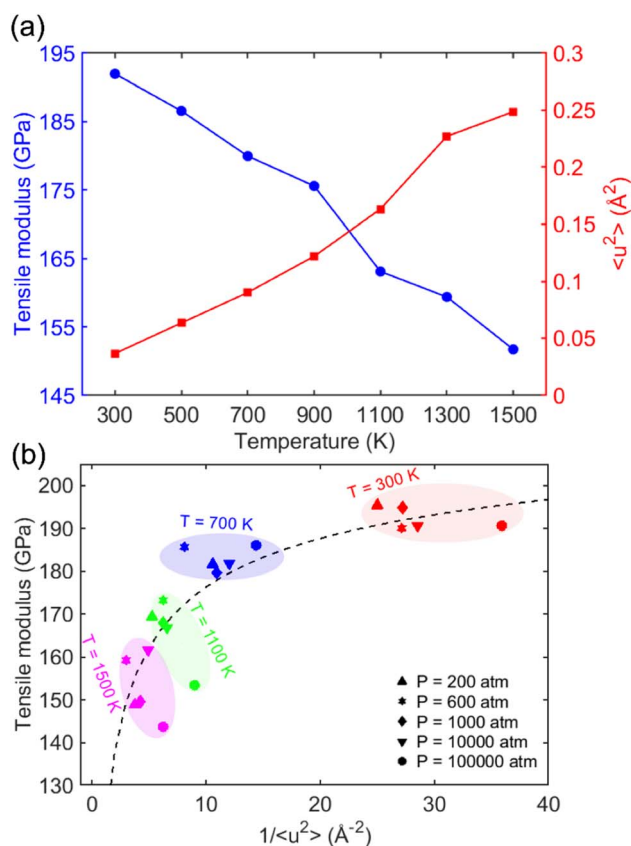 (a)
195
185
175
165
155
145
Tensile modulus (GPa)
0.3
0.25
0.2
0.15
0.1
0.05
0
<u²> (Å²)
300 500 700 900 1100 1300 1500
Temperature (K)
(b)
200
190
180
170
160
150
140
130
Tensile modulus (GPa)
T = 300 K
T = 700 K
T = 1100 K
T = 1500 K
P = 200 atm
P = 600 atm
P = 1000 atm
P = 10000 atm
P = 100000 atm
0 10 20 30 40
1/<u²> (Å⁻²)